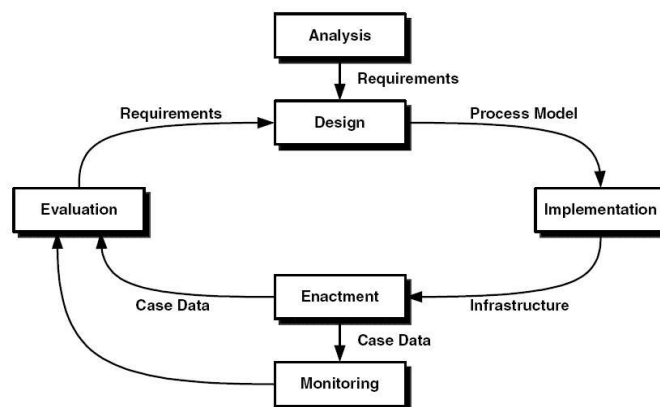 Analysis
Requirements
Requirements
Process Model
Design
Evaluation
Implementation
Case Data
Enactment
Infrastructure
Case Data
Monitoring